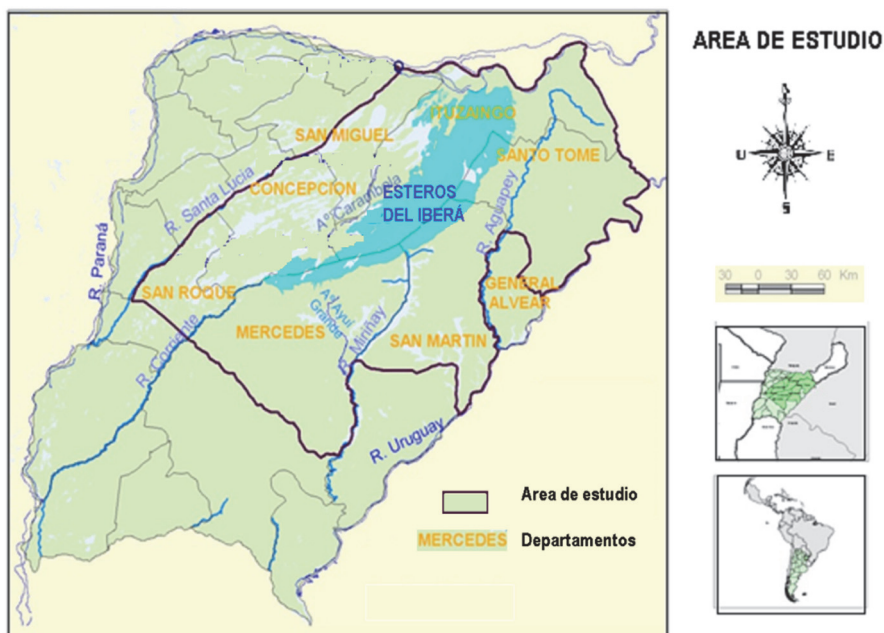 AREA DE ESTUDIO
ITUZAINGO
SAN MIGUEL
SANTO TOME
CONCEPCION
R. Santa Lucia
Aº Carambola
ESTEROS
DEL IBERÁ
R. Aguapey
R. Paraná
SAN ROQUE
GENERAL
ALVEAR
Aº Ayui
Grande
MERCEDES
R. Corriente
R. Miriñay
SAN MARTIN
R. Uruguay
Area de estudio
MERCEDES Departamentos
N
U E
S
30 0 30 60 Km